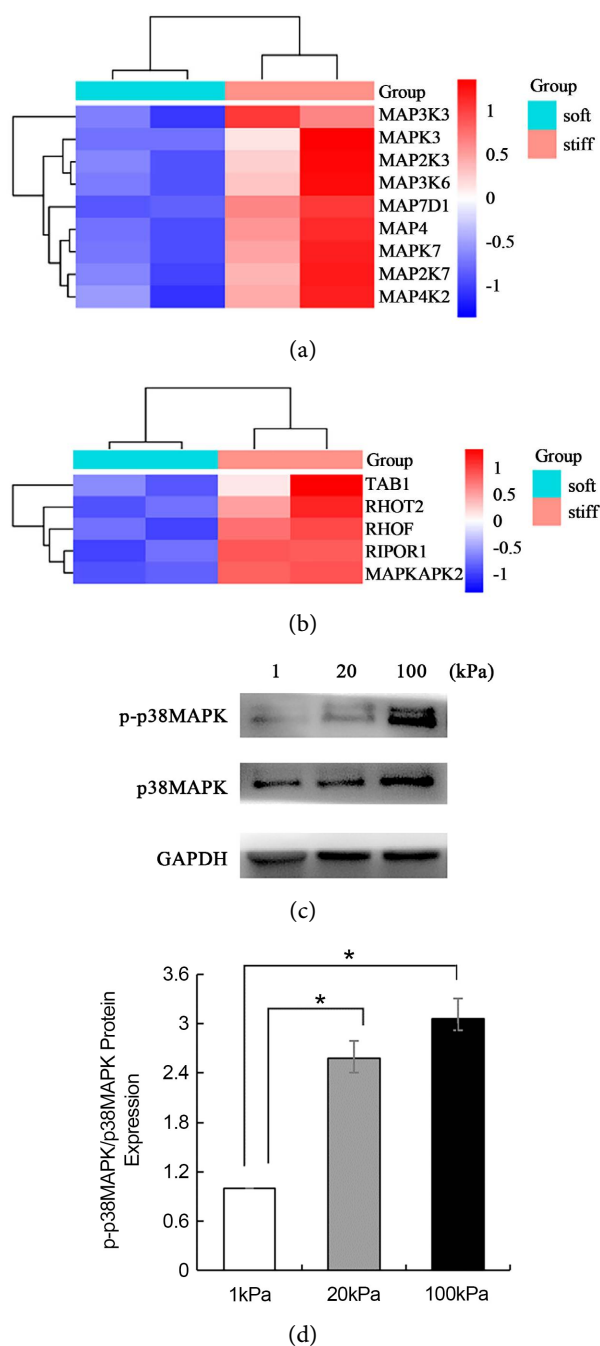 Group
MAP3K3
MAPK3
MAP2K3
MAP3K6
MAP7D1
MAP4
MAPK7
MAP2K7
MAP4K2
1
0.5
0
-0.5
-1
Group
soft
stiff
(a)
Group
TAB1
RHOT2
RHOF
RIPOR1
MAPKAPK2
1
0.5
0
-0.5
-1
Group
soft
stiff
(b)
1 20 100 (kPa)
p-p38MAPK
p38MAPK
GAPDH
(c)
p-p38MAPK/p38MAPK Protein
Expression
3.6
3
2.4
1.8
1.2
0.6
0
*
*
1kPa 20kPa 100kPa
(d)